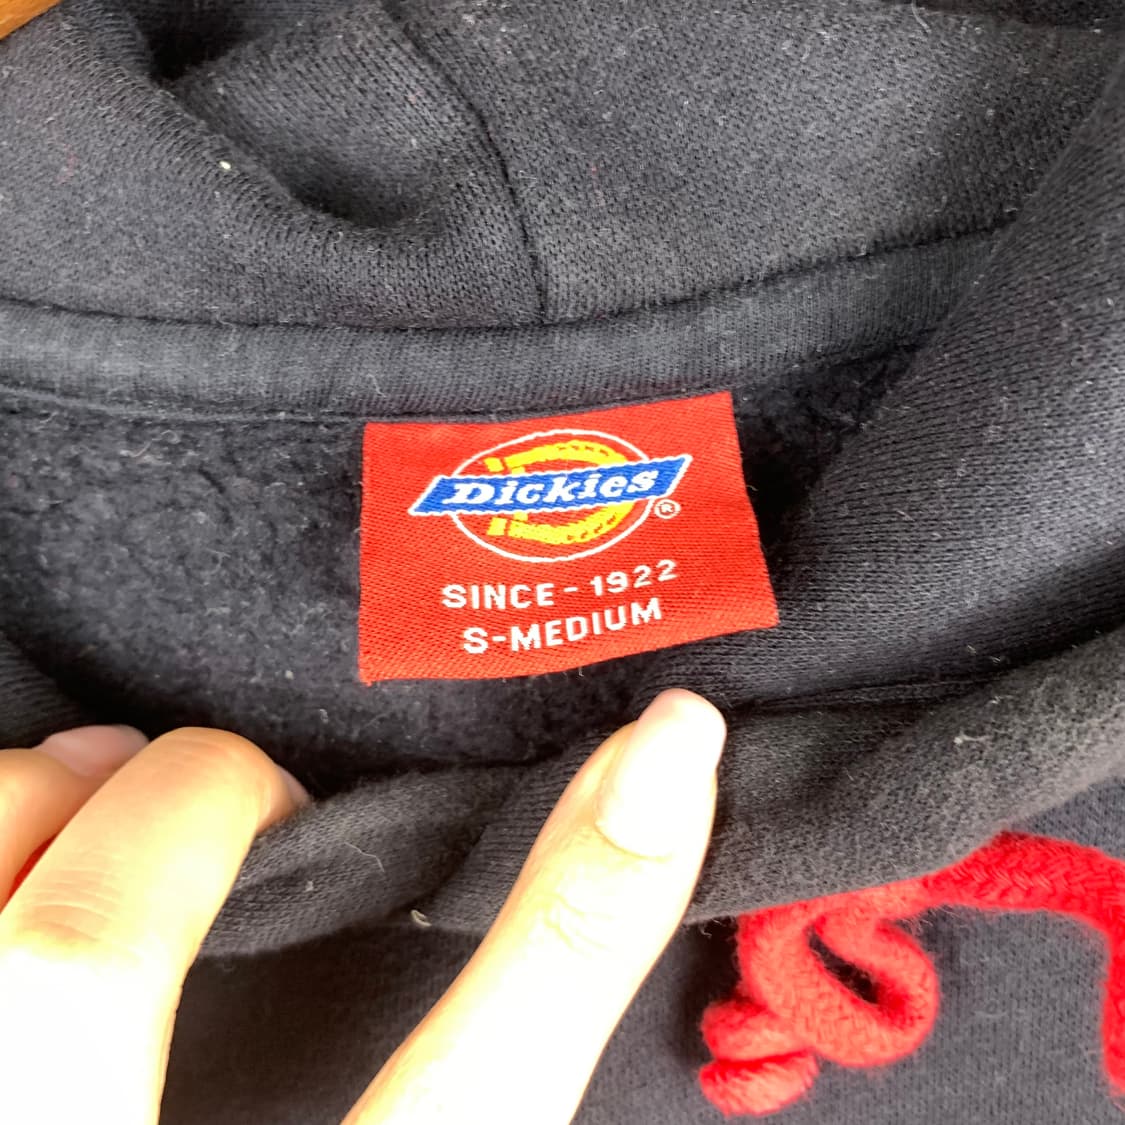 Dickies
®
SINCE - 1922
S-MEDIUM